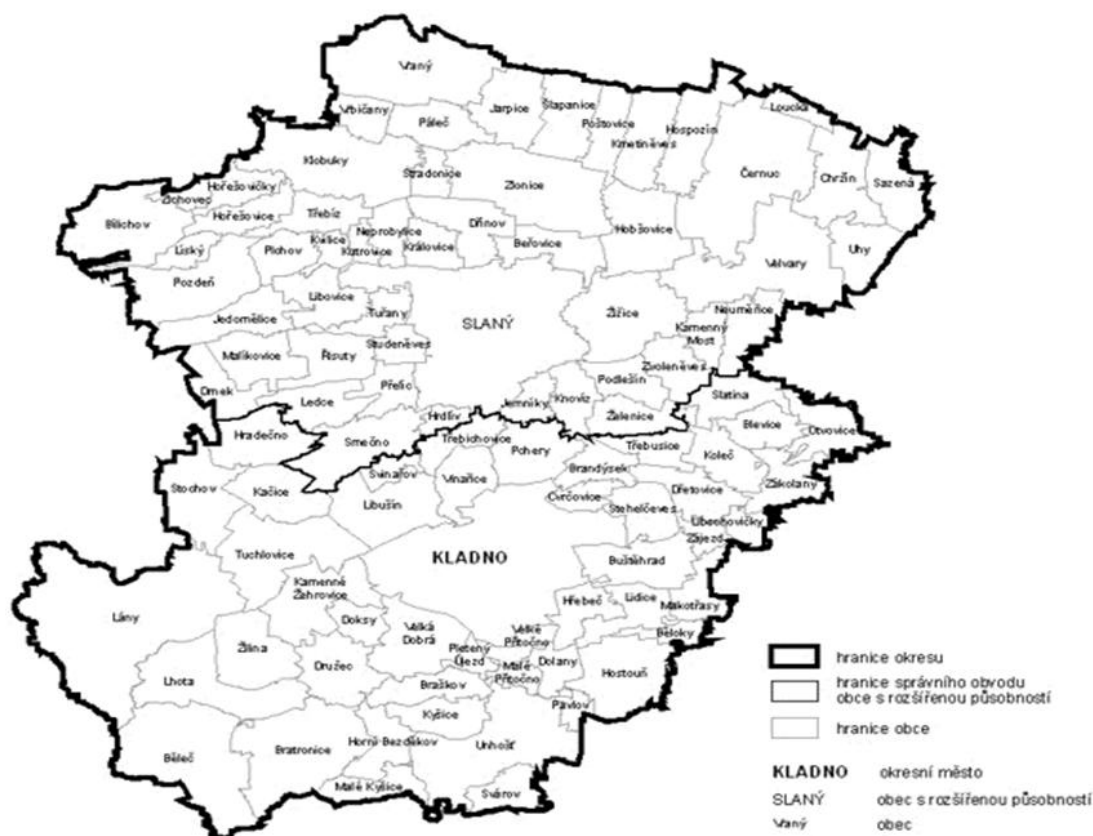 Vraný
Vrbičany
Páleč
Jarpice
Šlapanice
Poštovice
Kmetiněves
Hospozín
Loucká
Klobuky
Stradonice
Zlonice
Černuc
Chržín
Sazená
Hořešovičky
Zichovec
Bílichov
Hořešovice
Třebíz
Neprobylice
Dřínov
Hobšovice
Líský
Plchov
Kvílice
Kutrovice
Královice
Beřovice
Uhy
Velvary
Pozdeň
Libovice
Tuřany
Jedomělice
SLANÝ
Žižice
Neuměřice
Kamenný
Most
Studeněves
Malíkovice
Řisuty
Zvoleněves
Podlešín
Přelíc
Drnek
Ledce
Jemníky
Knovíz
Slatina
Želenice
Hrdlív
Blevice
Otvovice
Hradečno
Smečno
Třebichovice
Pchery
Třebusice
Koleč
Svinařov
Vinařice
Brandýsek
Stochov
Kačice
Libušín
Cvrčovice
Dřetovice
Zákolany
Stehelčeves
Libochovičky
Zájezd
Tuchlovice
KLADNO
Buštěhrad
Kamenné
Žehrovice
Lány
Doksy
Velká
Dobrá
Hřebeč
Lidice
Makotřasy
Velké
Přítočno
Běloky
Žilina
Družec
Pletený
Újezd
Malé
Přítočno
Dolany
Hostouň
Lhota
Braškov
Pavlov
Kyšice
Běleč
Bratronice
Horní Bezděkov
Unhošť
Malé Kyšice
Svárov
hranice okresu
hranice správního obvodu
obce s rozšířenou působností
hranice obce
KLADNO okresní město
SLANÝ obec s rozšířenou působností
Vraný obec